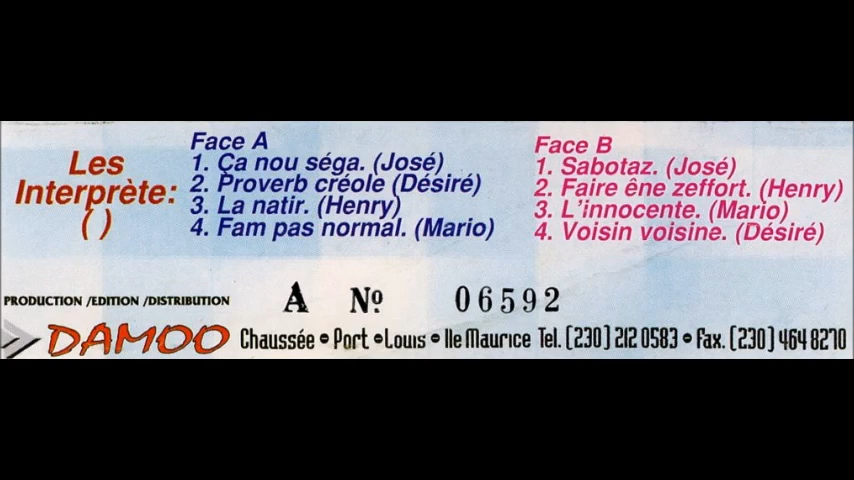 Les
Interprète:
( )
Face A
1. Ça nou séga. (José)
2. Proverb créole (Désiré)
3. La natir. (Henry)
4. Fam pas normal. (Mario)
Face B
1. Sabotaz. (José)
2. Faire êne zeffort. (Henry)
3. L'innocente. (Mario)
4. Voisin voisine. (Désiré)
PRODUCTION /EDITION /DISTRIBUTION
A Nº 06592
DAMOO
Chaussée • Port • Louis • Ile Maurice Tel. (230) 212 0583 • Fax. (230) 464 8270